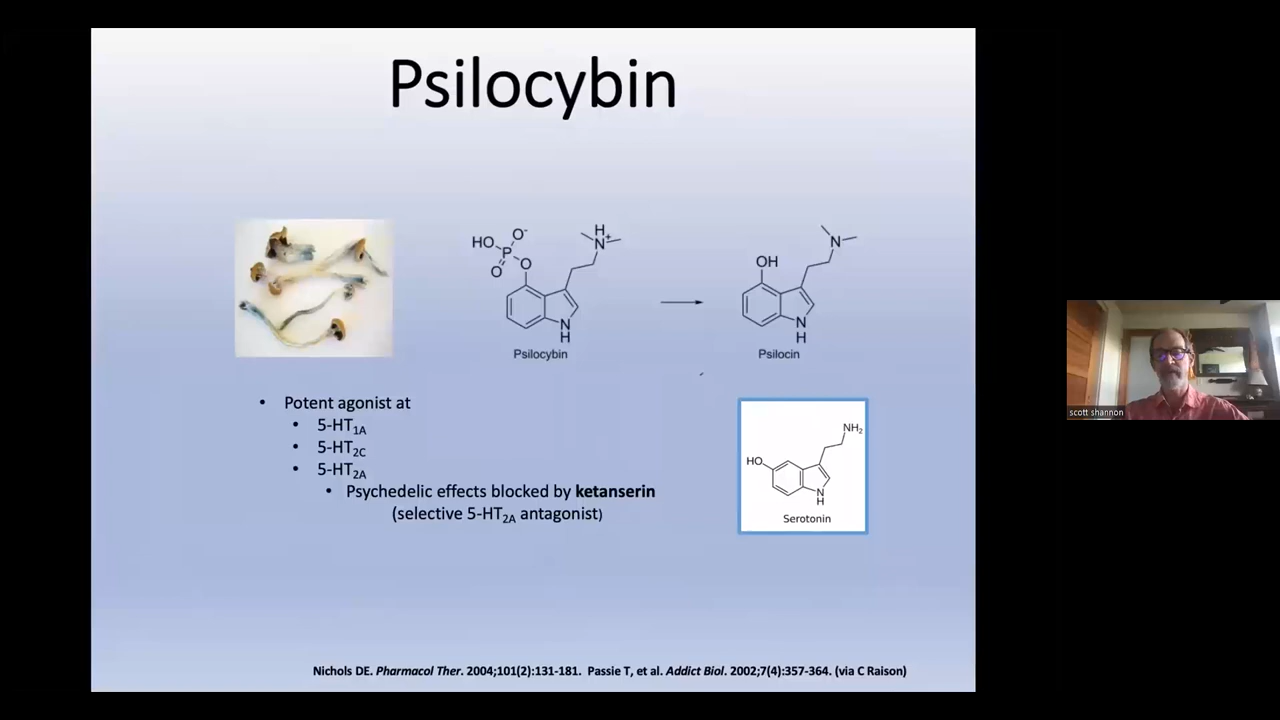 Psilocybin
HO
O-
P
O
O
H
N+
N
H
Psilocybin
OH
N
N
H
Psilocin
• Potent agonist at
• 5-HT1A
• 5-HT2C
• 5-HT2A
• Psychedelic effects blocked by ketanserin
(selective 5-HT2A antagonist)
NH2
HO
N
H
Serotonin
scott shannon
Nichols DE. Pharmacol Ther. 2004;101(2):131-181. Passie T, et al. Addict Biol. 2002;7(4):357-364. (via C Raison)